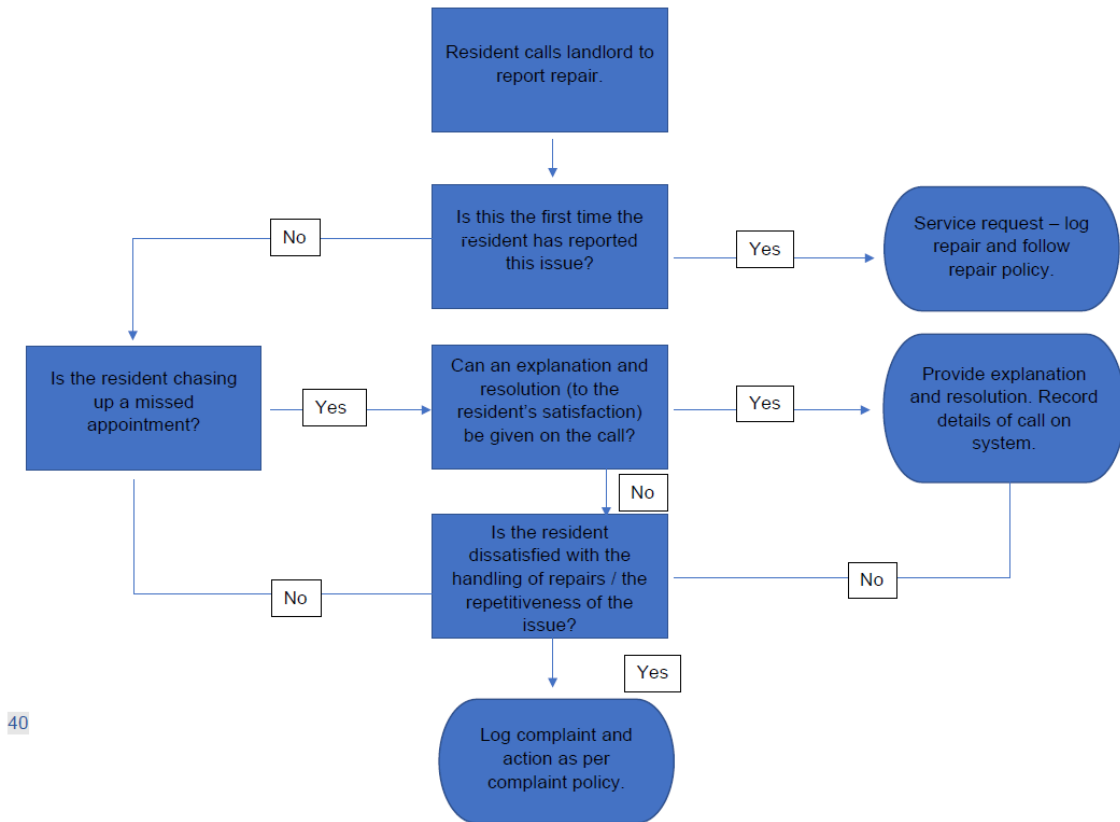 Resident calls landlord to
report repair.
Is this the first time the
resident has reported
this issue?
No
Yes
Service request – log
repair and follow
repair policy.
Is the resident chasing
up a missed
appointment?
Yes
Can an explanation and
resolution (to the
resident’s satisfaction)
be given on the call?
Yes
Provide explanation
and resolution. Record
details of call on
system.
No
Is the resident
dissatisfied with the
handling of repairs / the
repetitiveness of the
issue?
No
No
Yes
Log complaint and
action as per
complaint policy.
40